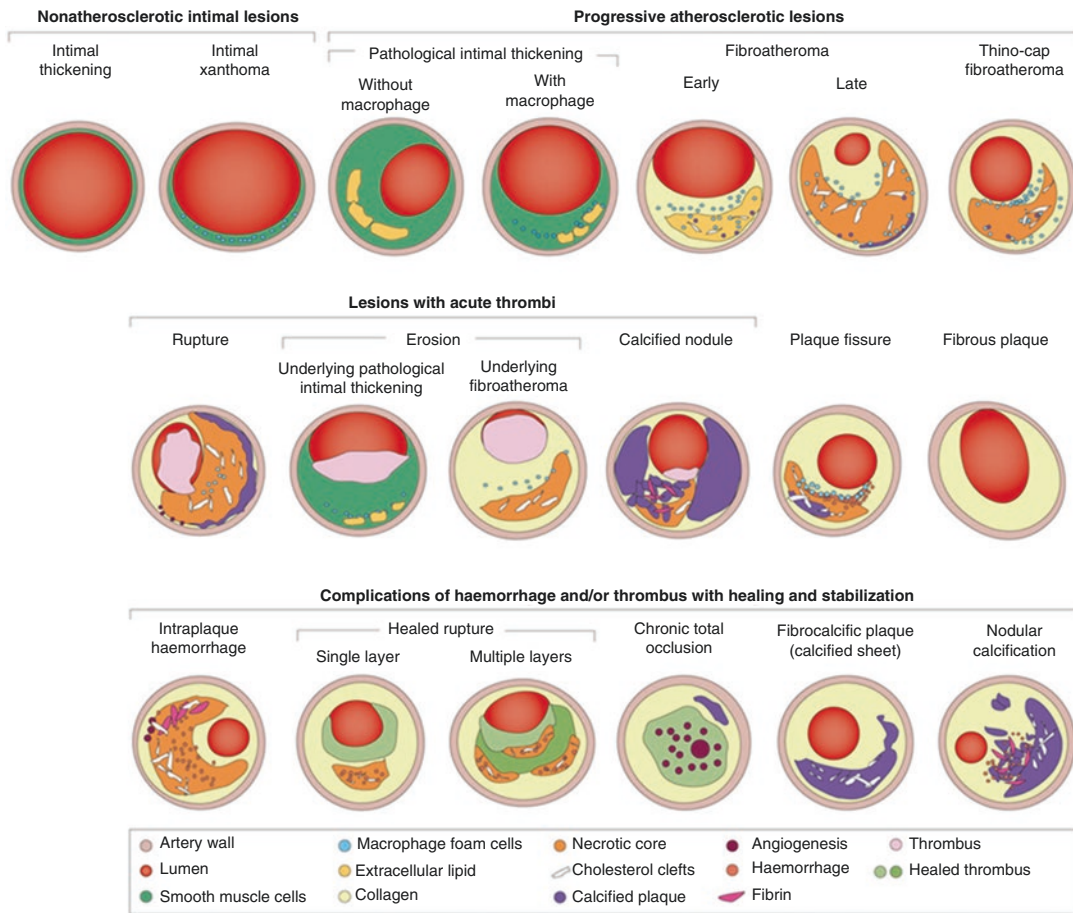 Nonatherosclerotic intimal lesions
Progressive atherosclerotic lesions
Intimal
thickening
Intimal
xanthoma
Pathological intimal thickening
Without
macrophage
With
macrophage
Fibroatheroma
Early
Late
Thino-cap
fibroatheroma
Lesions with acute thrombi
Rupture
Erosion
Underlying pathological
intimal thickening
Underlying
fibroatheroma
Calcified nodule
Plaque fissure
Fibrous plaque
Complications of haemorrhage and/or thrombus with healing and stabilization
Intraplaque
haemorrhage
Healed rupture
Single layer
Multiple layers
Chronic total
occlusion
Fibrocalcific plaque
(calcified sheet)
Nodular
calcification
Artery wall
Macrophage foam cells
Necrotic core
Angiogenesis
Thrombus
Lumen
Extracellular lipid
Cholesterol clefts
Haemorrhage
Healed thrombus
Smooth muscle cells
Collagen
Calcified plaque
Fibrin